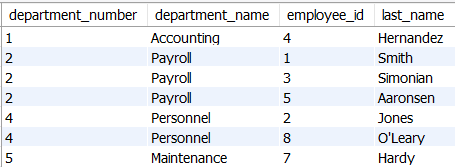 department_number department_name employee_id last_name
1 Accounting 4 Hernandez
2 Payroll 1 Smith
2 Payroll 3 Simonian
2 Payroll 5 Aaronsen
4 Personnel 2 Jones
4 Personnel 8 O'Leary
5 Maintenance 7 Hardy